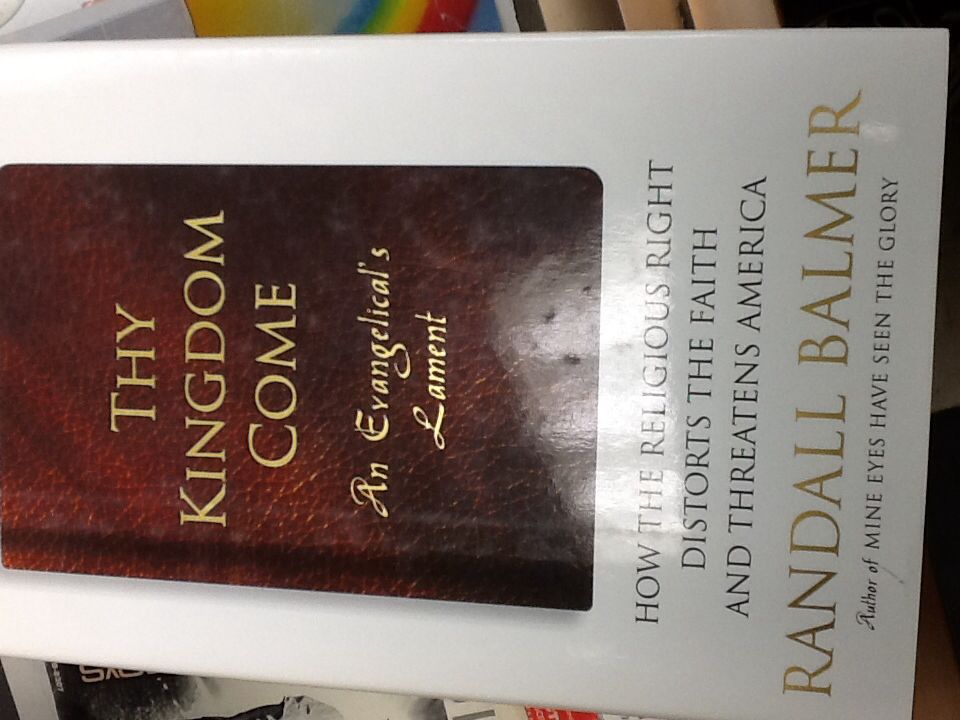 THY
KINGDOM
COME
An Evangelical's
Lament
HOW THE RELIGIOUS RIGHT
DISTORTS THE FAITH
AND THREATENS AMERICA
RANDALL BALMER
Author of MINE EYES HAVE SEEN THE GLORY